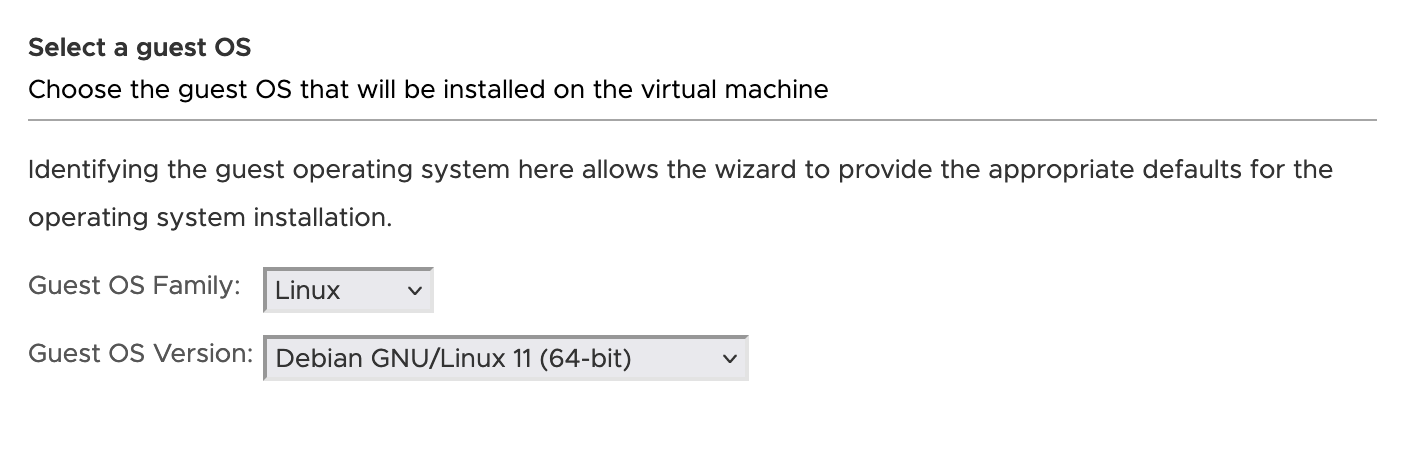 Select a guest OS
Choose the guest OS that will be installed on the virtual machine
Identifying the guest operating system here allows the wizard to provide the appropriate defaults for the
operating system installation.
Guest OS Family: Linux
Guest OS Version: Debian GNU/Linux 11 (64-bit)